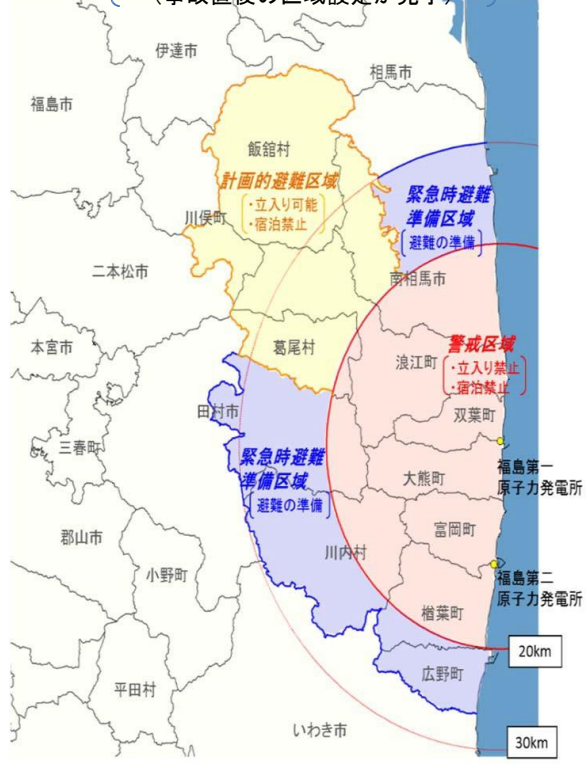 (事故直後の区域設定が完了)
伊達市
相馬市
福島市
飯舘村
計画的避難区域
・立入り可能
・宿泊禁止
緊急時避難
準備区域
避難の準備
川俣町
二本松市
南相馬市
本宮市
葛尾村
浪江町
警戒区域
・立入り禁止
・宿泊禁止
双葉町
田村市
三春町
緊急時避難
準備区域
避難の準備
大熊町
福島第一
原子力発電所
郡山市
富岡町
川内村
小野町
福島第二
原子力発電所
楢葉町
20km
広野町
平田村
いわき市
30km